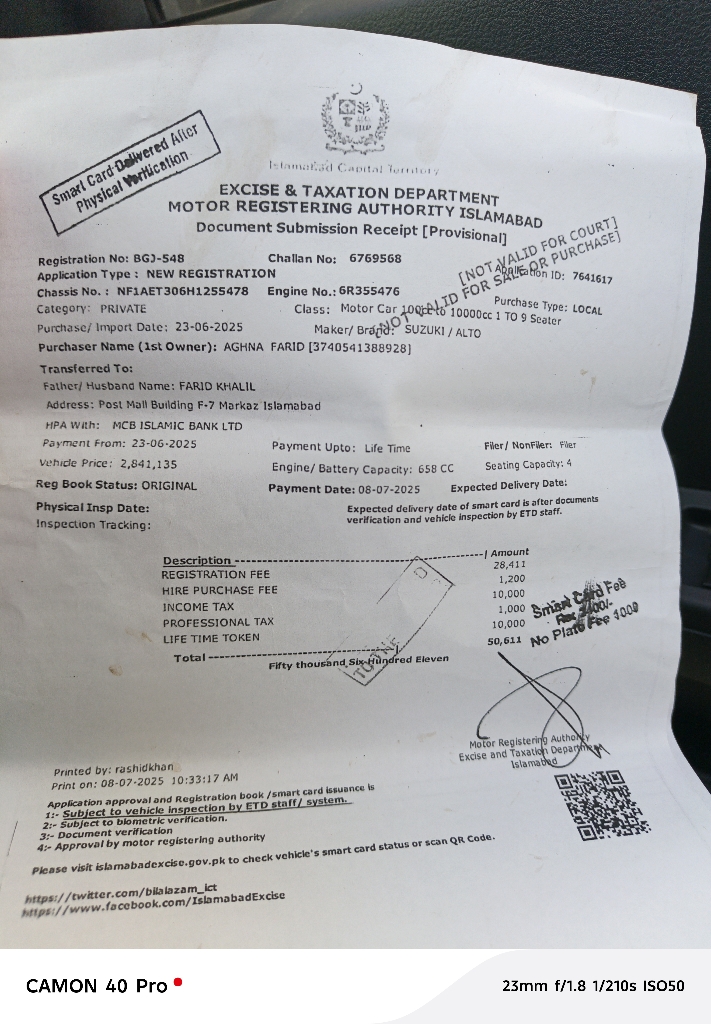 Smart Card Delivered After
Physical Verification
Islamabad Capital Territory
EXCISE & TAXATION DEPARTMENT
MOTOR REGISTERING AUTHORITY ISLAMABAD
Document Submission Receipt [Provisional]
[NOT VALID FOR COURT]
NOT VALID FOR SALE OR PURCHASE]
Registration No: BGJ-548 Challan No: 6769568
Application Type : NEW REGISTRATION Application ID: 7641617
Chassis No. : NF1AET306H1255478 Engine No.: 6R355476 Purchase Type: LOCAL
Category: PRIVATE Class: Motor Car 100cc to 10000cc 1 TO 9 Seater
Purchase/ Import Date: 23-06-2025 Maker/ Brand: SUZUKI / ALTO
Purchaser Name (1st Owner): AGHNA FARID [3740541388928]
Transferred To:
Father/ Husband Name: FARID KHALIL
Address: Post Mall Building F-7 Markaz Islamabad
HPA With: MCB ISLAMIC BANK LTD
Payment From: 23-06-2025 Payment Upto: Life Time Filer/ NonFiler: Filer
Vehicle Price: 2,841,135 Engine/ Battery Capacity: 658 CC Seating Capacity: 4
Reg Book Status: ORIGINAL Payment Date: 08-07-2025 Expected Delivery Date:
Physical Insp Date: Expected delivery date of smart card is after documents
Inspection Tracking: verification and vehicle inspection by ETD staff.
Description ---------------------| Amount
REGISTRATION FEE 28,411
HIRE PURCHASE FEE 1,200
INCOME TAX 10,000
PROFESSIONAL TAX 1,000
LIFE TIME TOKEN 10,000
Total ---------------------| 50,611
Fifty thousand Six Hundred Eleven
Smart Card Fee
No Plate Fee
Motor Registering Authority
Excise and Taxation Department
Islamabad
Printed by: rashidkhan
Print on: 08-07-2025 10:33:17 AM
Application approval and Registration book /smart card issuance is
1:- Subject to vehicle inspection by ETD staff/ system.
2:- Subject to biometric verification.
3:- Document verification
4:- Approval by motor registering authority
Please visit islamabadexcise.gov.pk to check vehicle's smart card status or scan QR Code.
https://twitter.com/bilalazam_ict
https://www.facebook.com/IslamabadExcise
CAMON 40 Pro 23mm f/1.8 1/210s ISO50